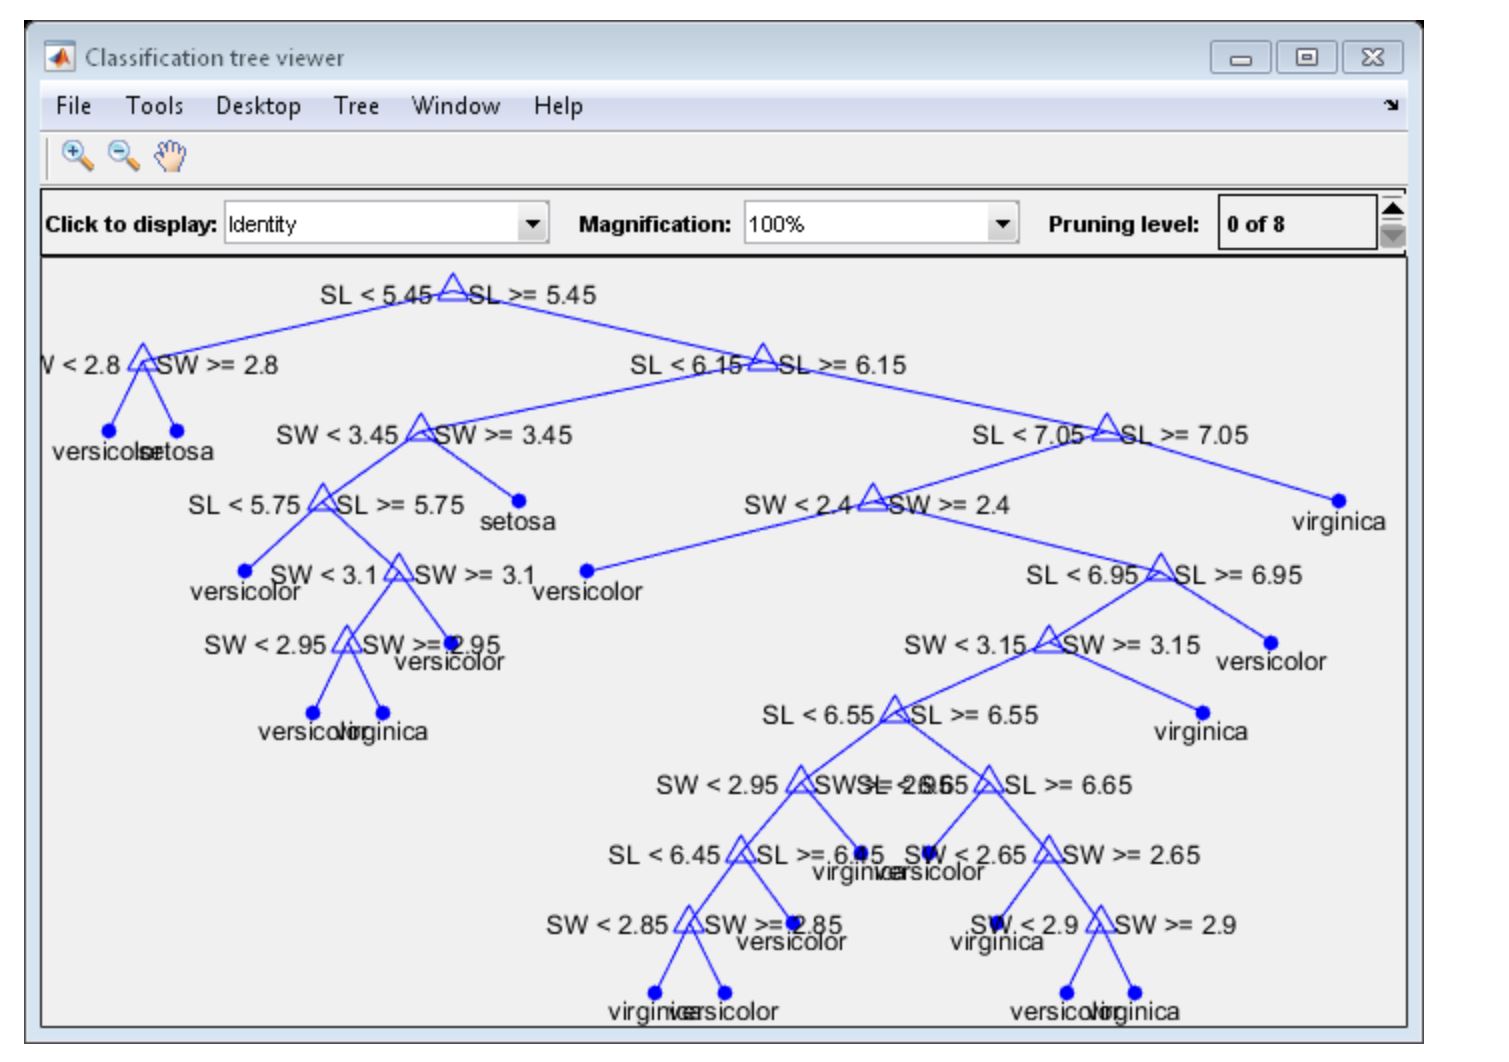 Classification tree viewer
File Tools Desktop Tree Window Help
Click to display: Identity Magnification: 100% Pruning level: 0 of 8
SL < 5.45 SL >= 5.45
< 2.8 SW >= 2.8 SL < 6.15 SL >= 6.15
SW < 3.45 SW >= 3.45 SL < 7.05 SL >= 7.05
versicolor setosa
SL < 5.75 SL >= 5.75 SW < 2.4 SW >= 2.4
setosa virginica
SW < 3.1 SW >= 3.1 SL < 6.95 SL >= 6.95
versicolor versicolor
SW < 2.95 SW >= 2.95 SW < 3.15 SW >= 3.15
versicolor versicolor
SL < 6.55 SL >= 6.55
versicolor virginica virginica
SW < 2.95 SW >= 2.95 SL < 6.65 SL >= 6.65
SL < 6.45 SL >= 6.45 SW < 2.65 SW >= 2.65
virginica versicolor
SW < 2.85 SW >= 2.85 SW < 2.9 SW >= 2.9
versicolor virginica
virginica versicolor versicolor virginica